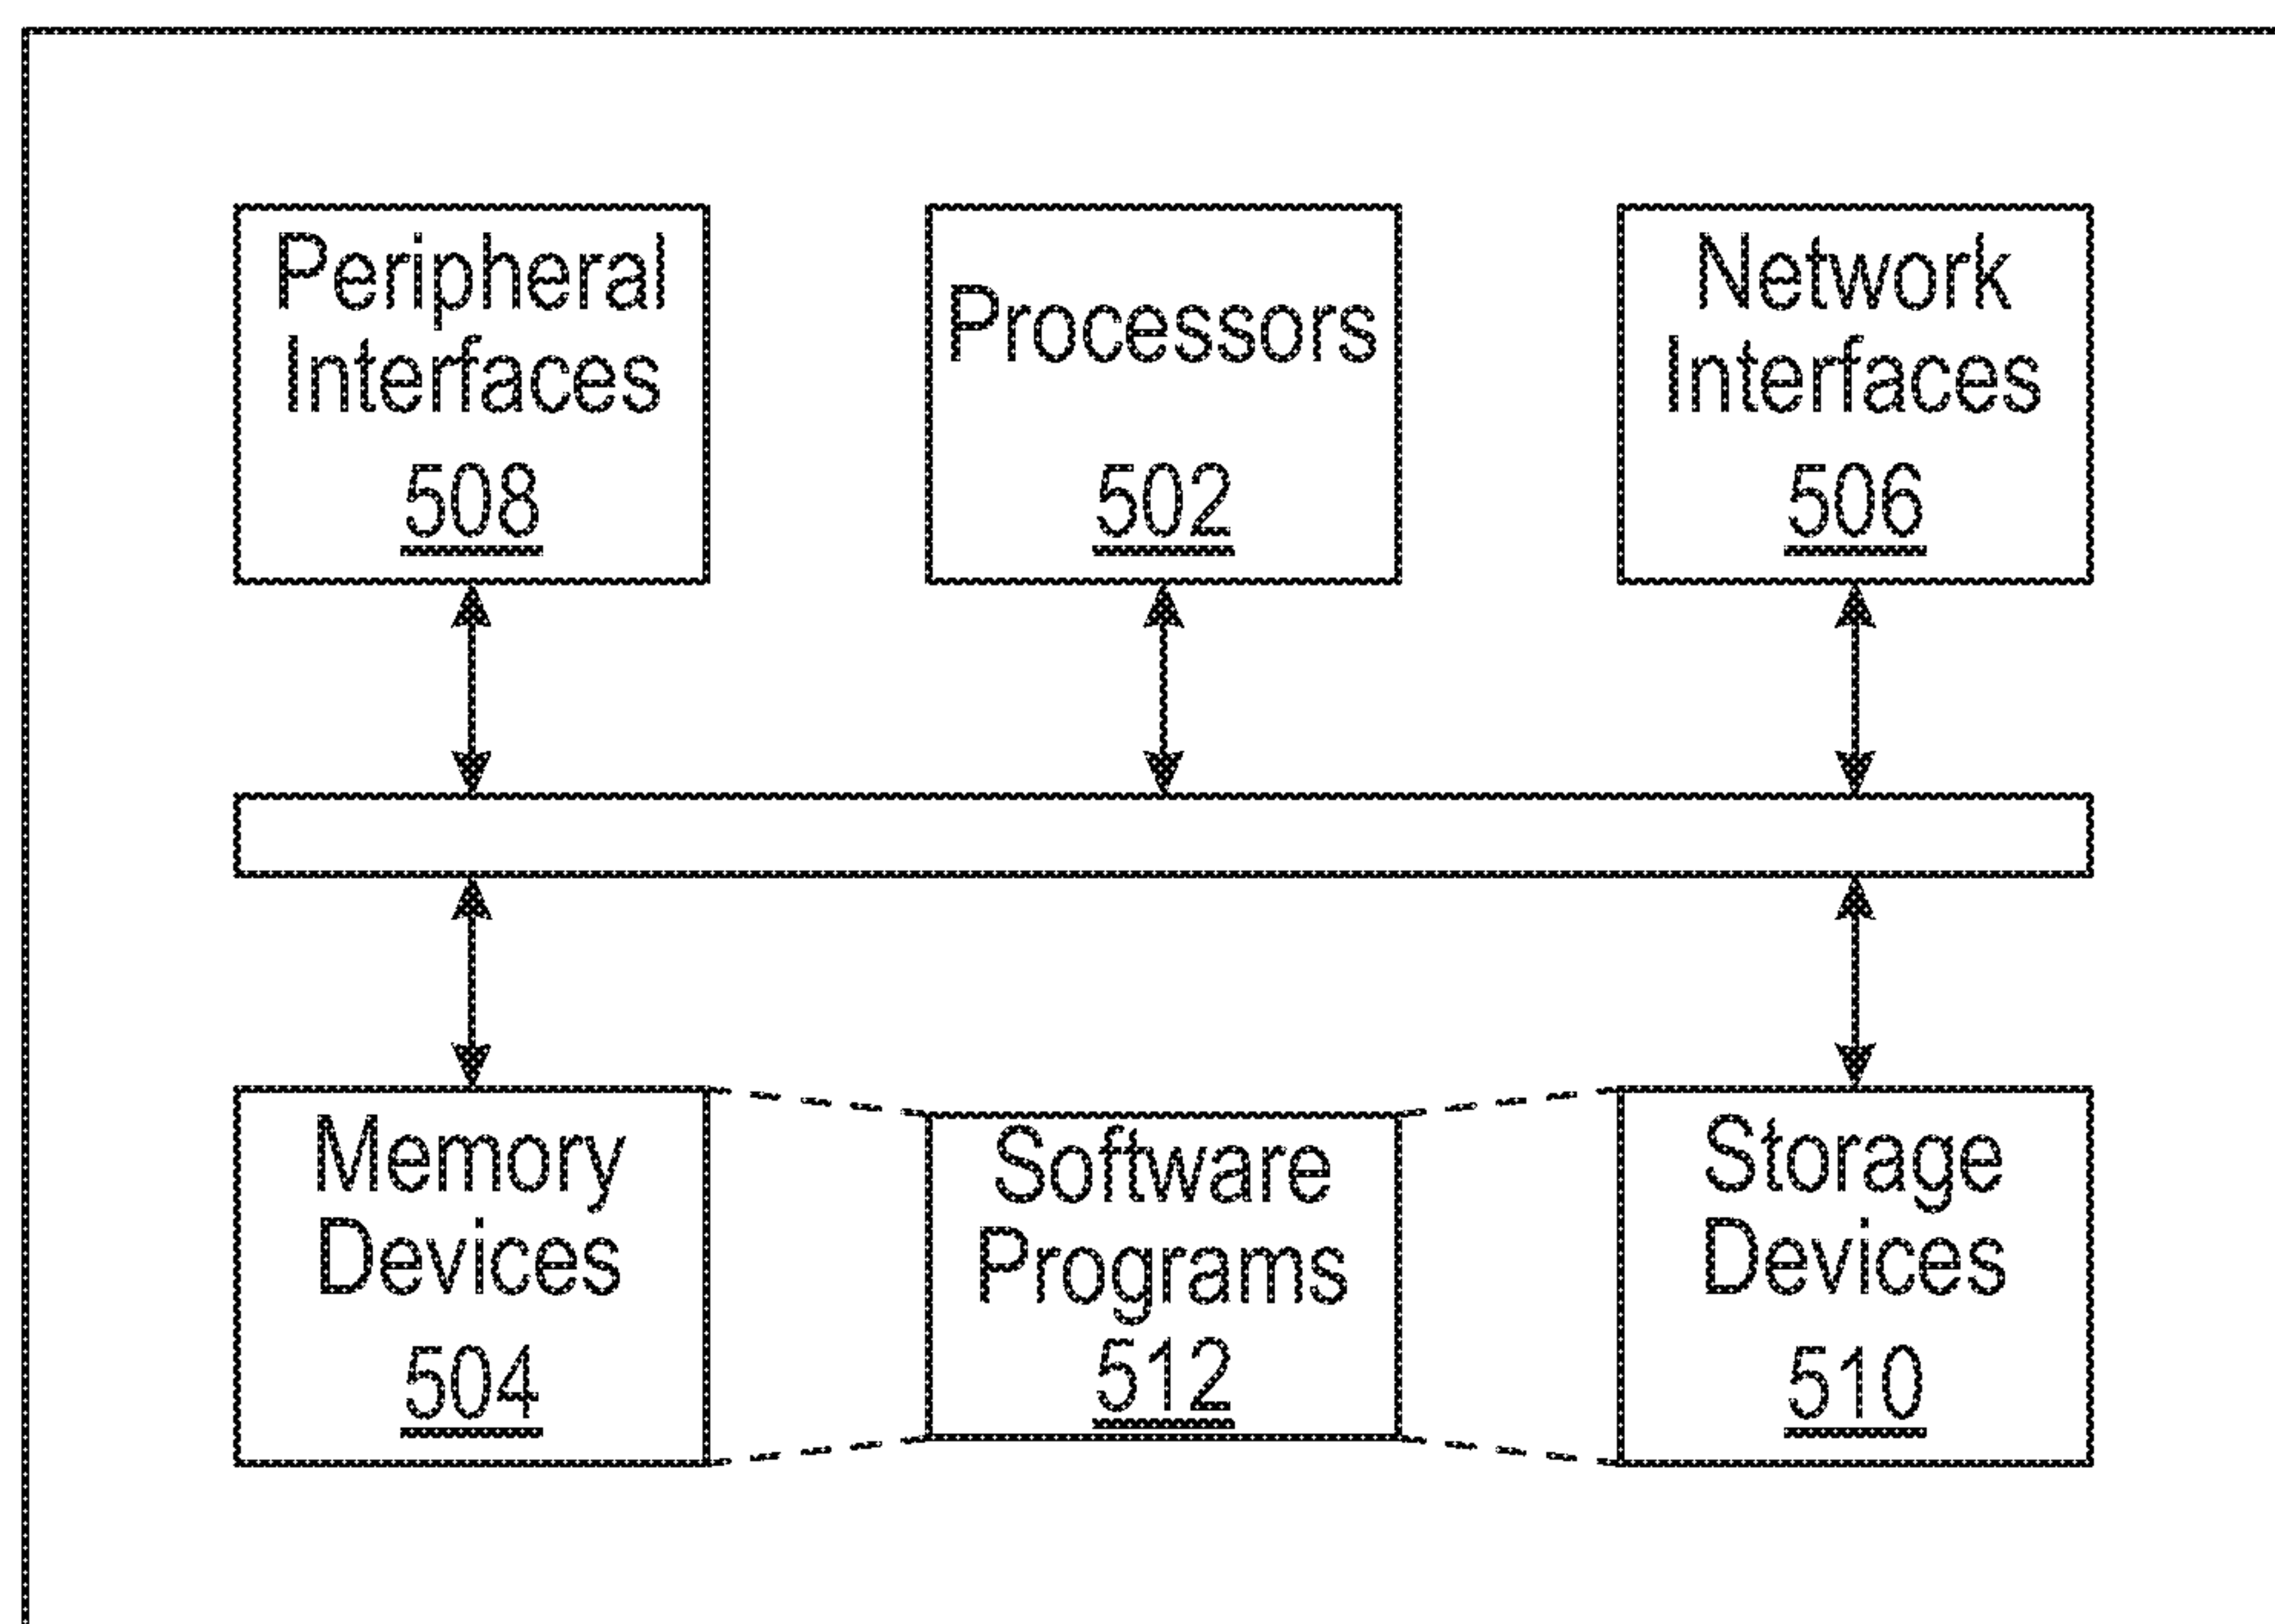 Peripheral
Interfaces
508
Processors
502
Network
Interfaces
506
Memory
Devices
504
Software
Programs
512
Storage
Devices
510